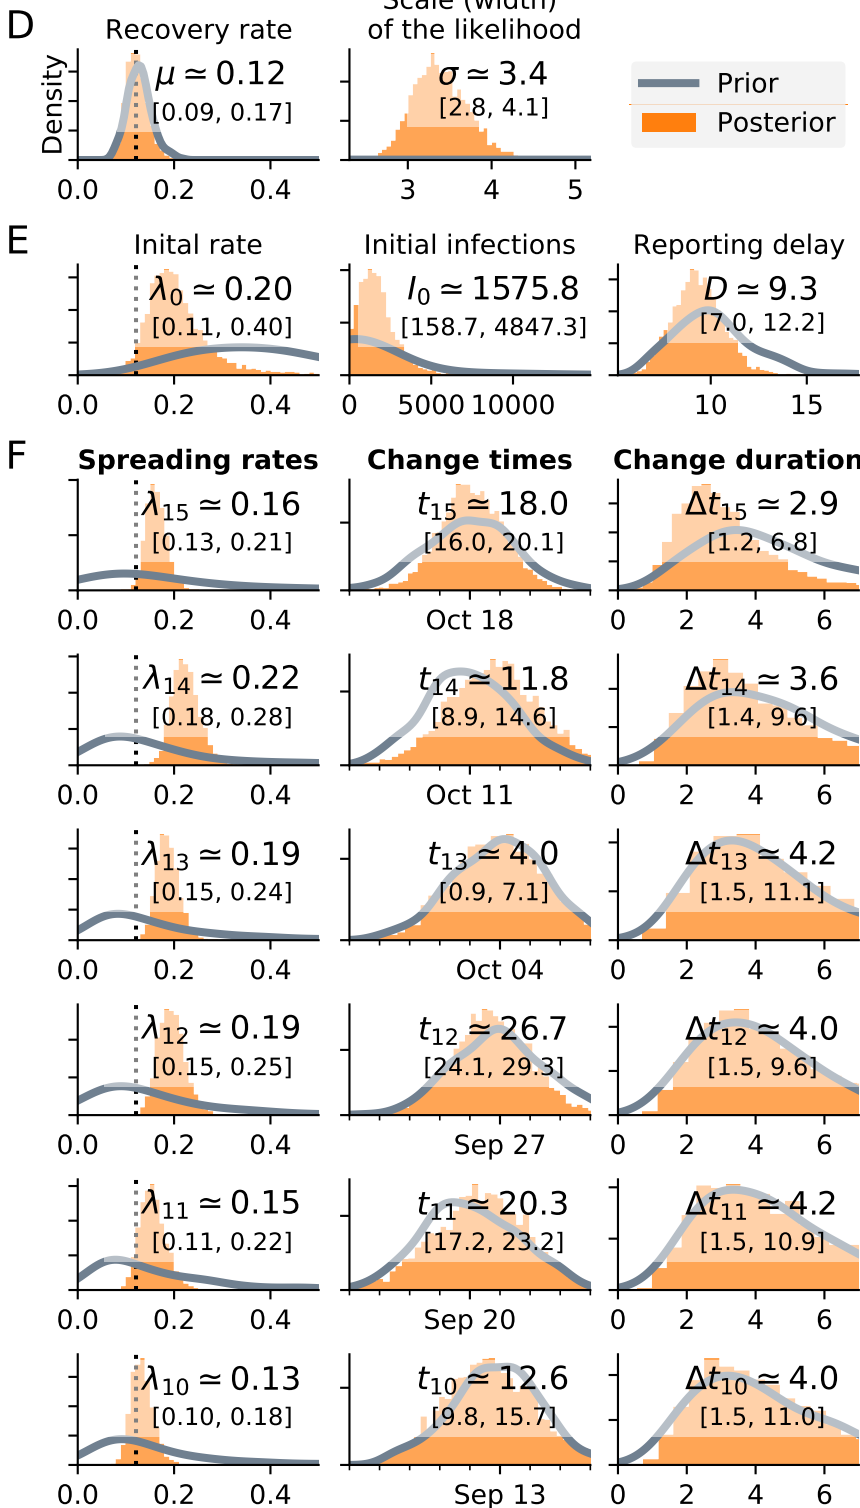 D
Scale (width)
Recovery rate
of the likelihood
Density
μ ≃ 0.12
[0.09, 0.17]
σ ≃ 3.4
[2.8, 4.1]
Prior
Posterior
0.0 0.2 0.4
3 4 5
E
Inital rate
Initial infections
Reporting delay
λ0 ≃ 0.20
[0.11, 0.40]
I0 ≃ 1575.8
[158.7, 4847.3]
D ≃ 9.3
[7.0, 12.2]
0.0 0.2 0.4
0 5000 10000
10 15
F
Spreading rates
Change times
Change duration
λ15 ≃ 0.16
[0.13, 0.21]
t15 ≃ 18.0
[16.0, 20.1]
Δt15 ≃ 2.9
[1.2, 6.8]
0.0 0.2 0.4
Oct 18
0 2 4 6
λ14 ≃ 0.22
[0.18, 0.28]
t14 ≃ 11.8
[8.9, 14.6]
Δt14 ≃ 3.6
[1.4, 9.6]
0.0 0.2 0.4
Oct 11
0 2 4 6
λ13 ≃ 0.19
[0.15, 0.24]
t13 ≃ 4.0
[0.9, 7.1]
Δt13 ≃ 4.2
[1.5, 11.1]
0.0 0.2 0.4
Oct 04
0 2 4 6
λ12 ≃ 0.19
[0.15, 0.25]
t12 ≃ 26.7
[24.1, 29.3]
Δt12 ≃ 4.0
[1.5, 9.6]
0.0 0.2 0.4
Sep 27
0 2 4 6
λ11 ≃ 0.15
[0.11, 0.22]
t11 ≃ 20.3
[17.2, 23.2]
Δt11 ≃ 4.2
[1.5, 10.9]
0.0 0.2 0.4
Sep 20
0 2 4 6
λ10 ≃ 0.13
[0.10, 0.18]
t10 ≃ 12.6
[9.8, 15.7]
Δt10 ≃ 4.0
[1.5, 11.0]
0.0 0.2 0.4
Sep 13
0 2 4 6